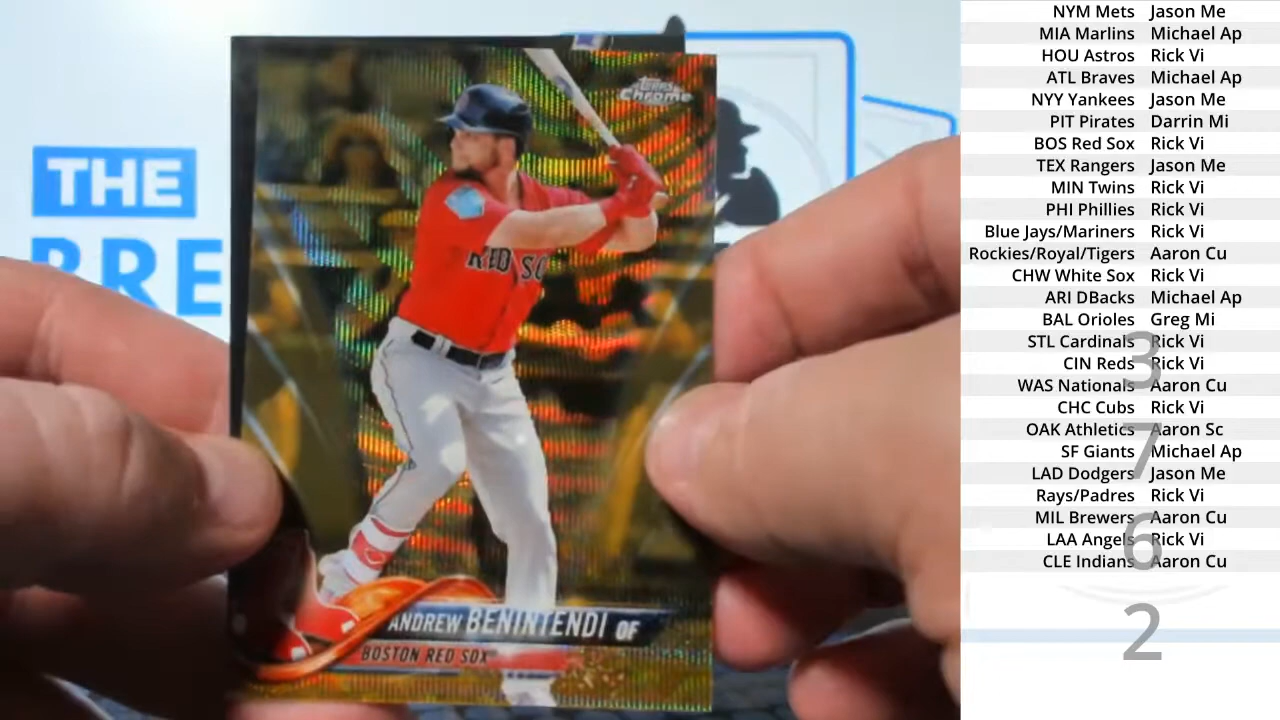 THE
BRE
Topps
Chrome
RED SO
ANDREW BENINTENDI OF
BOSTON RED SOX
NYM Mets Jason Me
MIA Marlins Michael Ap
HOU Astros Rick Vi
ATL Braves Michael Ap
NYY Yankees Jason Me
PIT Pirates Darrin Mi
BOS Red Sox Rick Vi
TEX Rangers Jason Me
MIN Twins Rick Vi
PHI Phillies Rick Vi
Blue Jays/Mariners Rick Vi
Rockies/Royal/Tigers Aaron Cu
CHW White Sox Rick Vi
ARI DBacks Michael Ap
BAL Orioles Greg Mi
STL Cardinals Rick Vi
CIN Reds Rick Vi
WAS Nationals Aaron Cu
CHC Cubs Rick Vi
OAK Athletics Aaron Sc
SF Giants Michael Ap
LAD Dodgers Jason Me
Rays/Padres Rick Vi
MIL Brewers Aaron Cu
LAA Angels Rick Vi
CLE Indians Aaron Cu
3
7
6
2